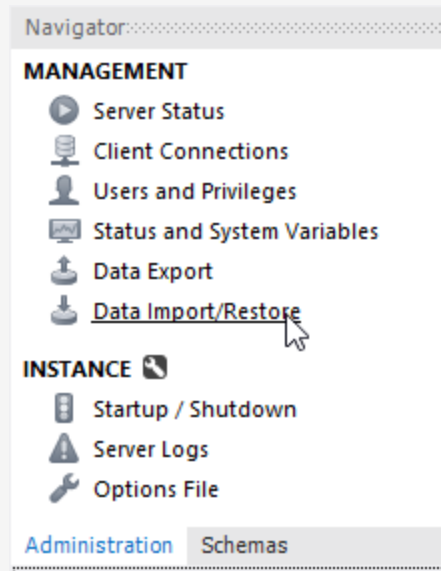 Navigator
MANAGEMENT
Server Status
Client Connections
Users and Privileges
Status and System Variables
Data Export
Data Import/Restore
INSTANCE
Startup / Shutdown
Server Logs
Options File
Administration Schemas